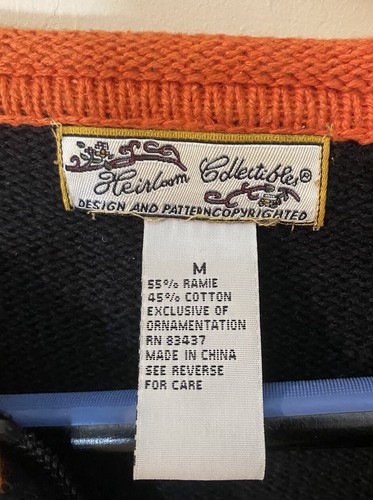 Heirloom Collectibles®
DESIGN AND PATTERN COPYRIGHTED
M
55% RAMIE
45% COTTON
EXCLUSIVE OF
ORNAMENTATION
RN 83437
MADE IN CHINA
SEE REVERSE
FOR CARE